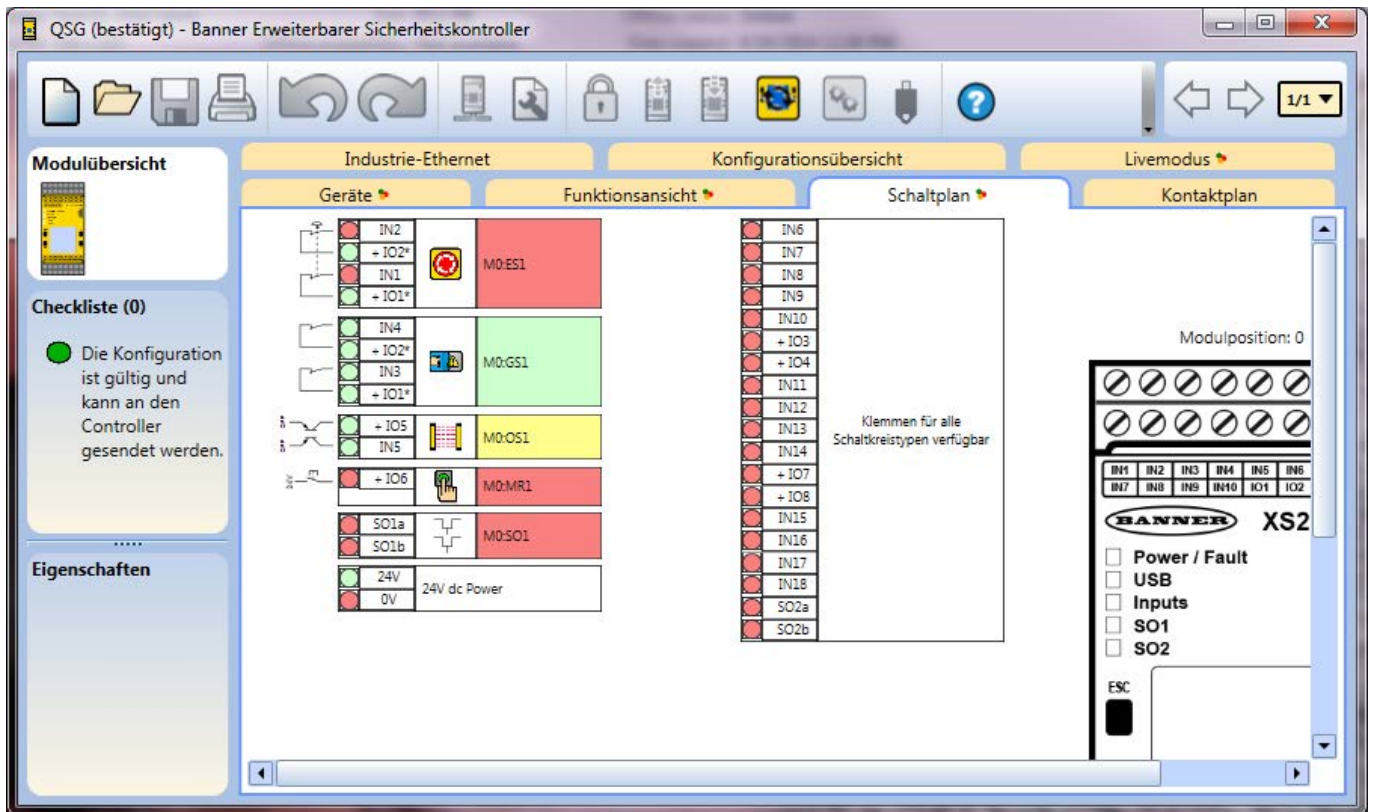 QSG (bestätigt) - Banner Erweiterbarer Sicherheitskontroller
1/1
Modulübersicht
Industrie-Ethernet
Konfigurationsübersicht
Livemodus
Geräte
Funktionsansicht
Schaltplan
Kontaktplan
Checkliste (0)
Die Konfiguration
ist gültig und
kann an den
Controller
gesendet werden.
Eigenschaften
IN2
+ IO2*
IN1
+ IO1*
M0:ES1
IN4
+ IO2*
IN3
+ IO1*
M0:GS1
+ IO5
IN5
M0:OS1
+ IO6
M0:MR1
SO1a
SO1b
M0:SO1
24V
0V
24V dc Power
IN6
IN7
IN8
IN9
IN10
+ IO3
+ IO4
IN11
IN12
IN13
IN14
+ IO7
+ IO8
IN15
IN16
IN17
IN18
SO2a
SO2b
Klemmen für alle
Schaltkreistypen verfügbar
Modulposition: 0
IN1 IN2 IN3 IN4 IN5 IN6
IN7 IN8 IN9 IN10 IO1 IO2
BANNER XS2
Power / Fault
USB
Inputs
SO1
SO2
ESC